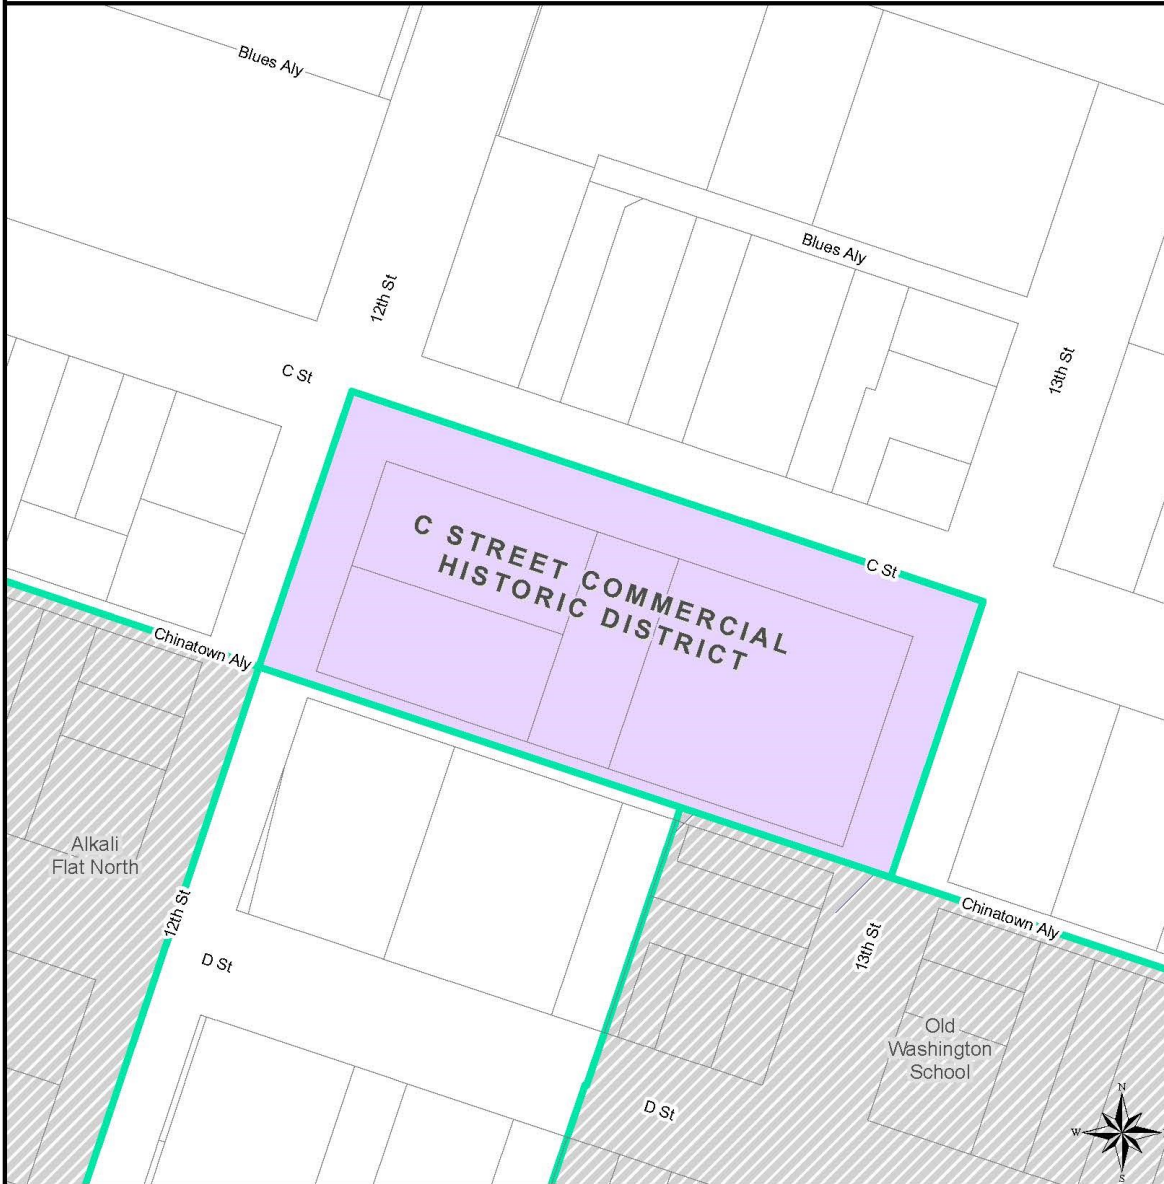 Blues Aly
Blues Aly
12th St
13th St
C St
C STREET COMMERCIAL
HISTORIC DISTRICT
C St
Chinatown Aly
Alkali
Flat North
12th St
Chinatown Aly
13th St
D St
Old
Washington
School
D St
N
W
S